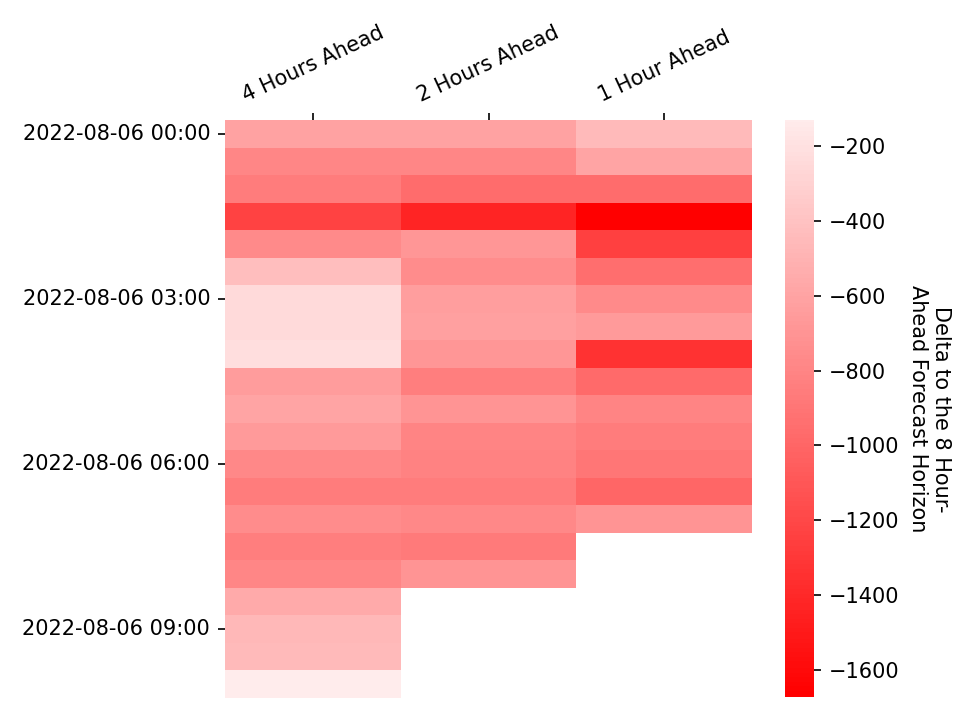 4 Hours Ahead
2 Hours Ahead
1 Hour Ahead
2022-08-06 00:00
2022-08-06 03:00
2022-08-06 06:00
2022-08-06 09:00
−200
−400
−600
−800
−1000
−1200
−1400
−1600
Delta to the 8 Hour-
Ahead Forecast Horizon